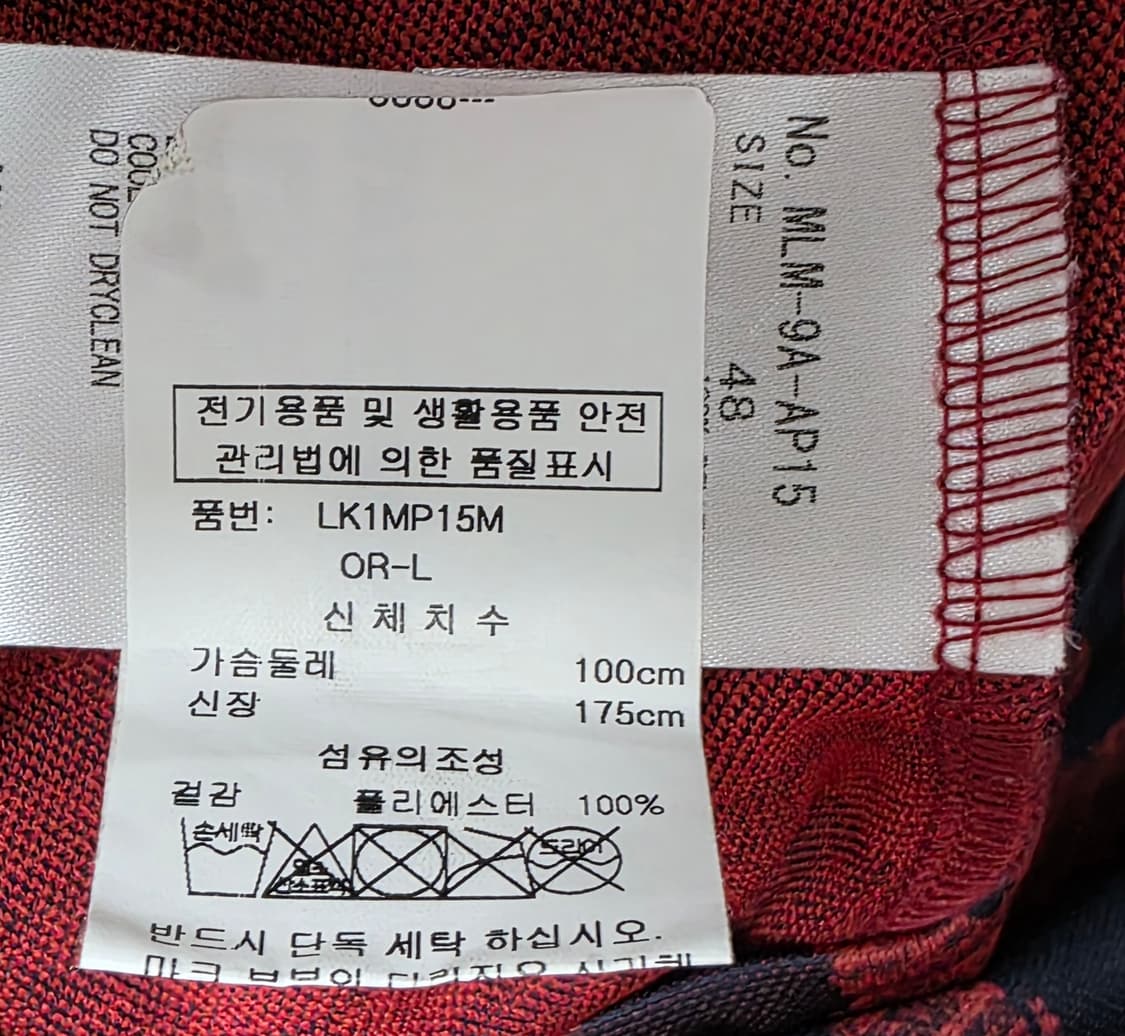 No. MLM-9A-AP15
SIZE 48
DO NOT DRYCLEAN
전기용품 및 생활용품 안전
관리법에 의한 품질표시
품번: LK1MP15M
OR-L
신 체 치 수
가슴둘레 100cm
신장 175cm
섬유의조성
겉감 폴리에스터 100%
손세탁
드라이
반드시 단독 세탁 하십시오.